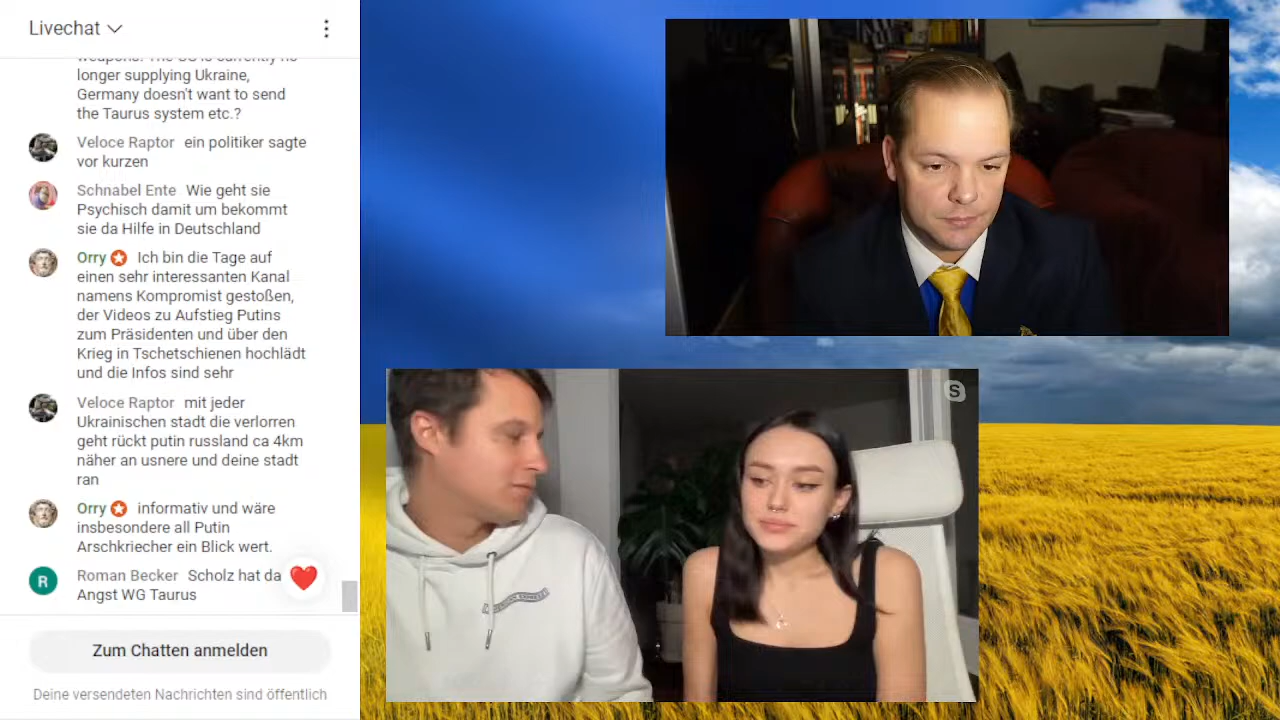 Livechat
weapons. The US is currently no
longer supplying Ukraine,
Germany doesn't want to send
the Taurus system etc.?
Veloce Raptor ein politiker sagte
vor kurzen
Schnabel Ente Wie geht sie
Psychisch damit um bekommt
sie da Hilfe in Deutschland
Orry Ich bin die Tage auf
einen sehr interessanten Kanal
namens Kompromist gestoßen,
der Videos zu Aufstieg Putins
zum Präsidenten und über den
Krieg in Tschetschienen hochlädt
und die Infos sind sehr
Veloce Raptor mit jeder
Ukrainischen stadt die verlorren
geht rückt putin russland ca 4km
näher an usnere und deine stadt
ran
Orry informativ und wäre
insbesondere all Putin
Arschkriecher ein Blick wert.
R
Roman Becker Scholz hat da
Angst WG Taurus
Zum Chatten anmelden
Deine versendeten Nachrichten sind öffentlich